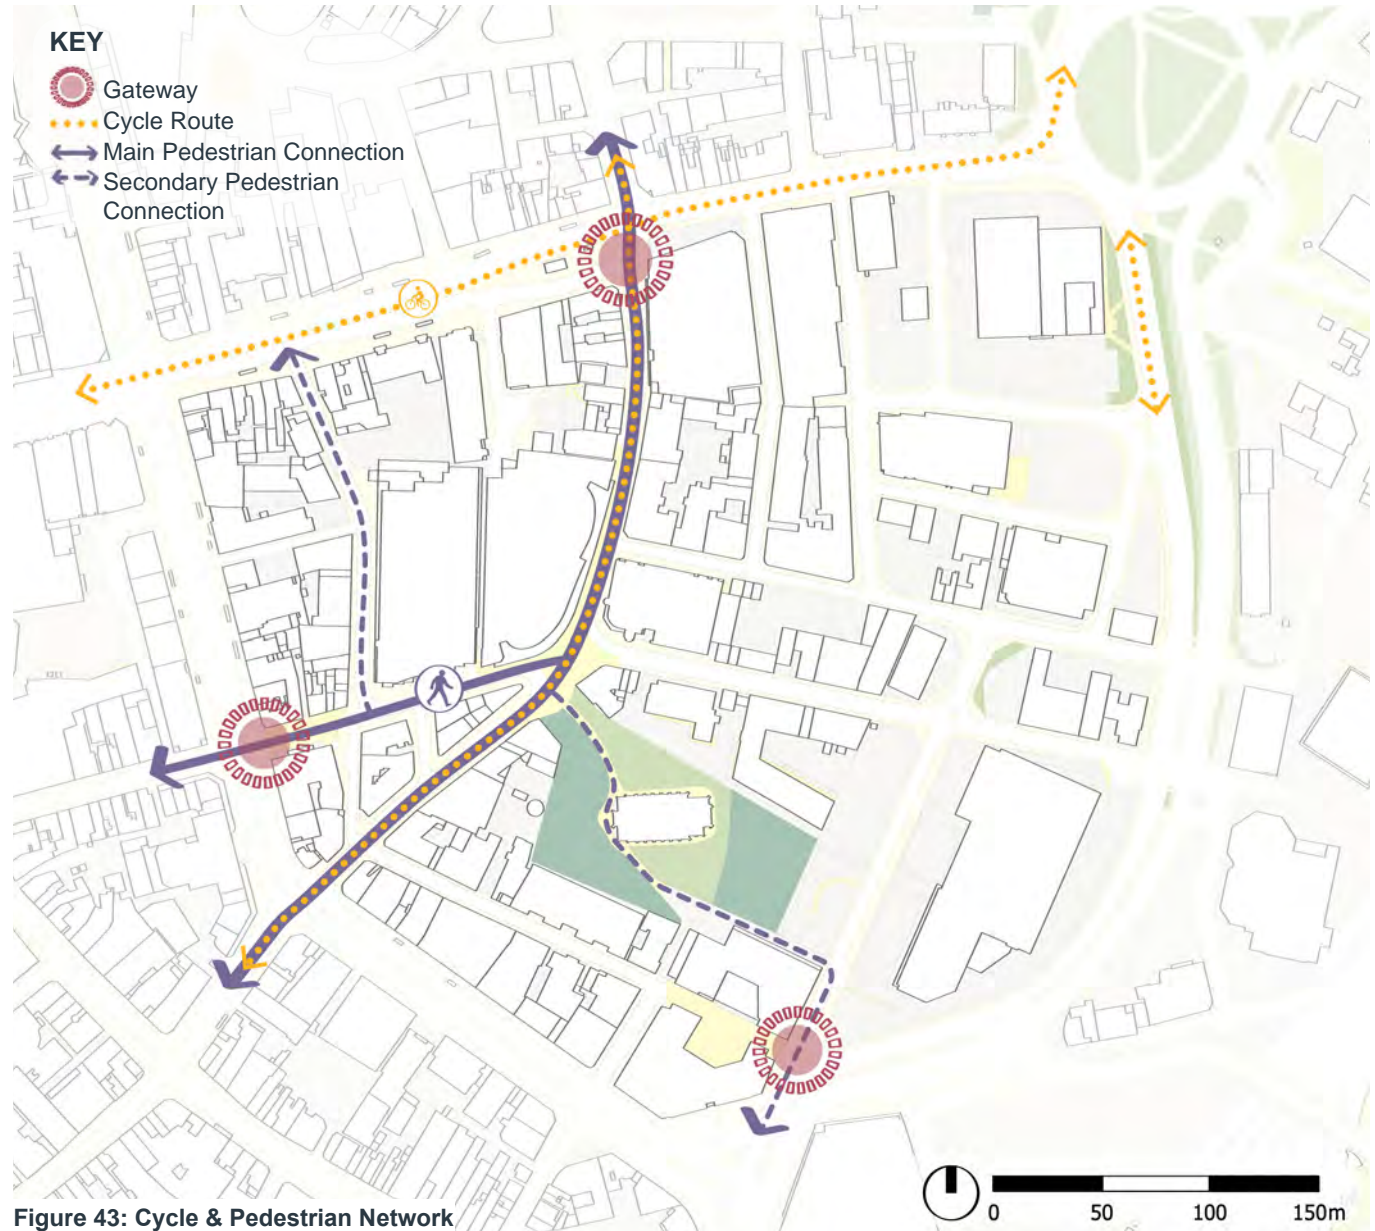 KEY
Gateway
Cycle Route
Main Pedestrian Connection
Secondary Pedestrian
Connection
0 50 100 150m
Figure 43: Cycle & Pedestrian Network